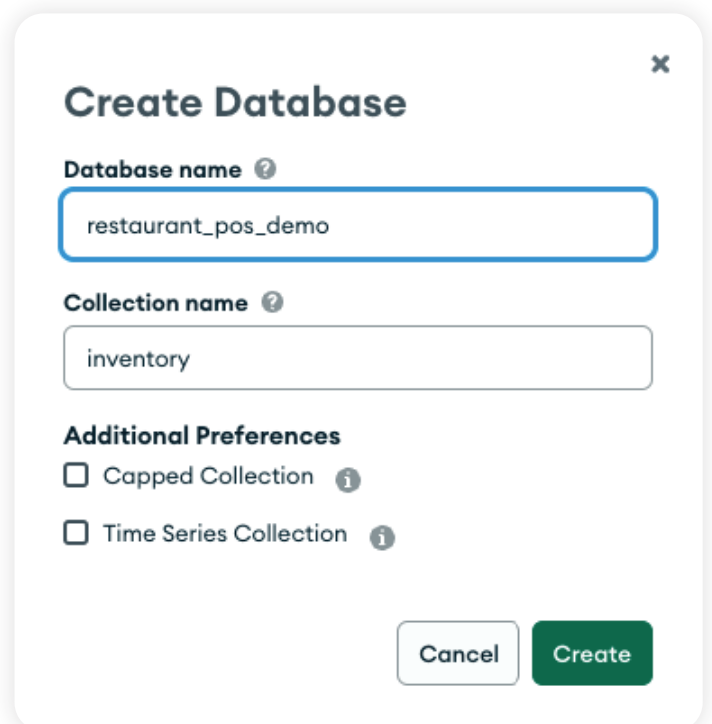 Create Database
Database name
restaurant_pos_demo
Collection name
inventory
Additional Preferences
Capped Collection
Time Series Collection
Cancel Create